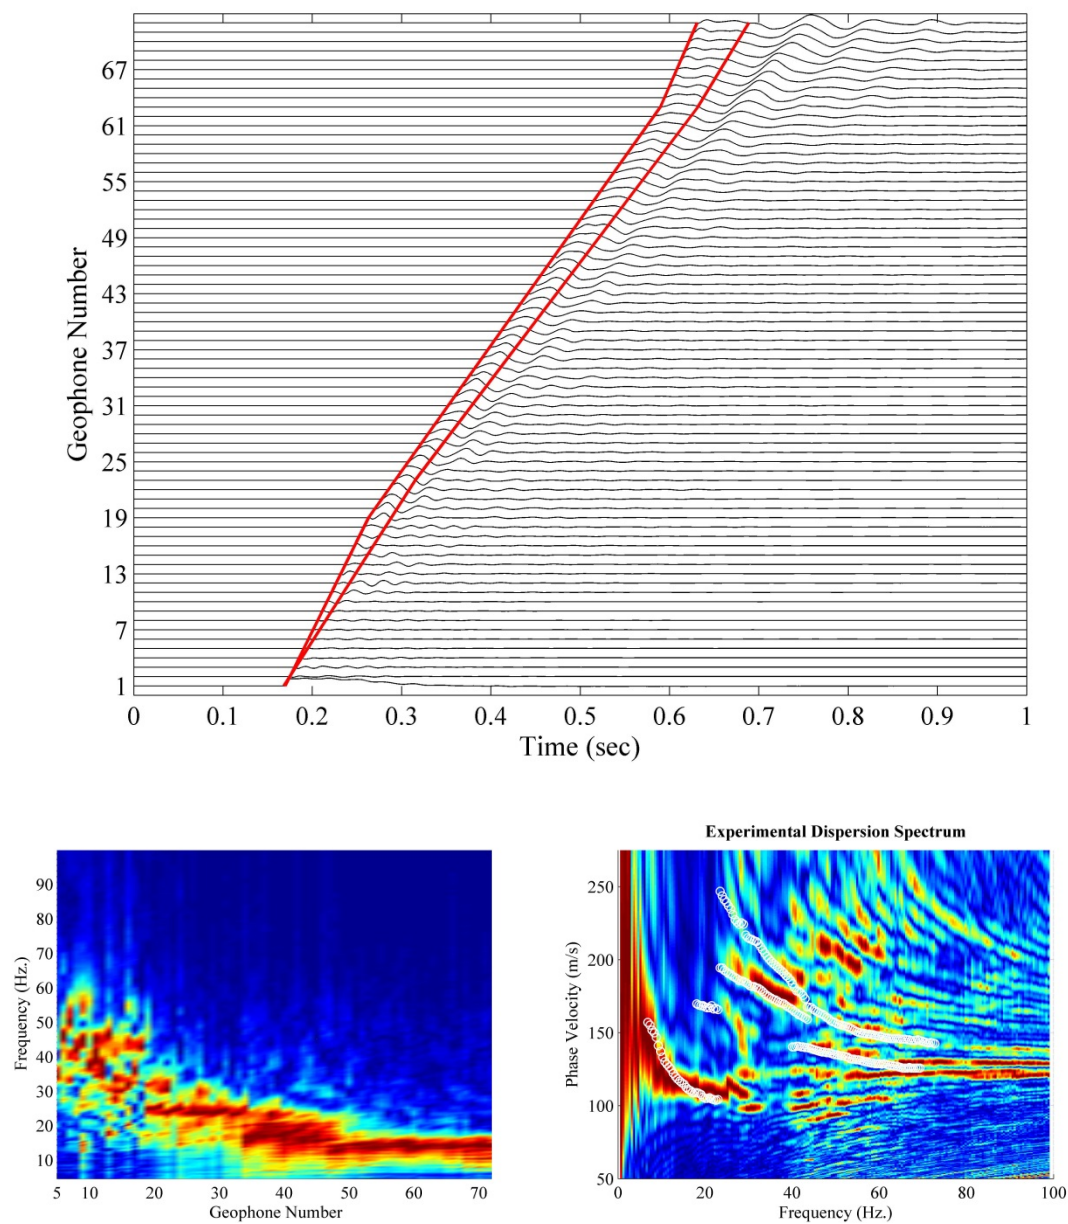 Geophone Number
67
61
55
49
43
37
31
25
19
13
7
1
0 0.1 0.2 0.3 0.4 0.5 0.6 0.7 0.8 0.9 1
Time (sec)
Frequency (Hz.)
90
80
70
60
50
40
30
20
10
5 10 20 30 40 50 60 70
Geophone Number
Experimental Dispersion Spectrum
Phase Velocity (m/s)
250
200
150
100
50
0 20 40 60 80 100
Frequency (Hz.)